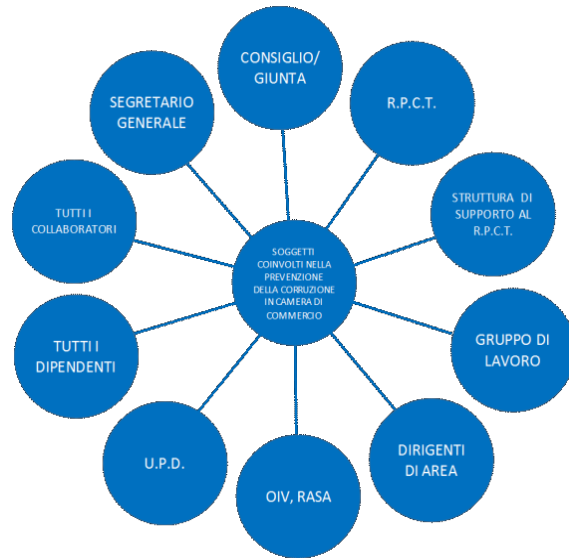 CONSIGLIO/
GIUNTA
R.P.C.T.
STRUTTURA DI
SUPPORTO AL
R.P.C.T.
GRUPPO DI
LAVORO
DIRIGENTI
DI AREA
OIV, RASA
U.P.D.
TUTTI I
DIPENDENTI
TUTTI I
COLLABORATORI
SEGRETARIO
GENERALE
SOGGETTI
COINVOLTI NELLA
PREVENZIONE
DELLA CORRUZIONE
IN CAMERA DI
COMMERCIO